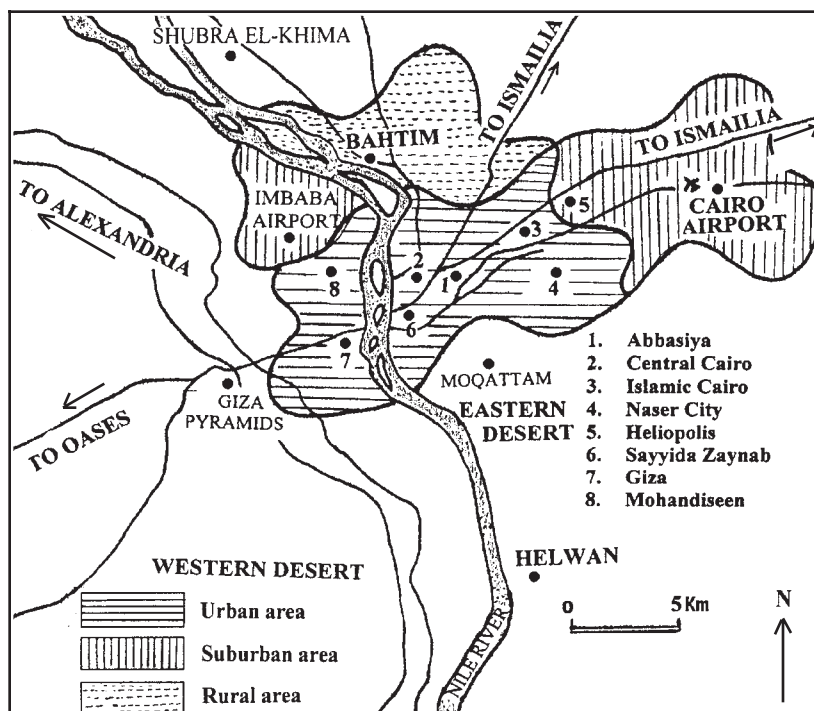 SHUBRA EL-KHIMA
TO ISMAILIA
BAHTIM
TO ISMAILIA
IMBABA
AIRPORT
CAIRO
AIRPORT
TO ALEXANDRIA
5
3
2
1
4
8
6
7
MOQATTAM
GIZA
PYRAMIDS
EASTERN
DESERT
TO OASES
1. Abbasiya
2. Central Cairo
3. Islamic Cairo
4. Naser City
5. Heliopolis
6. Sayyida Zaynab
7. Giza
8. Mohandiseen
HELWAN
WESTERN DESERT
Urban area
Suburban area
Rural area
0 5 Km
N
NILE RIVER